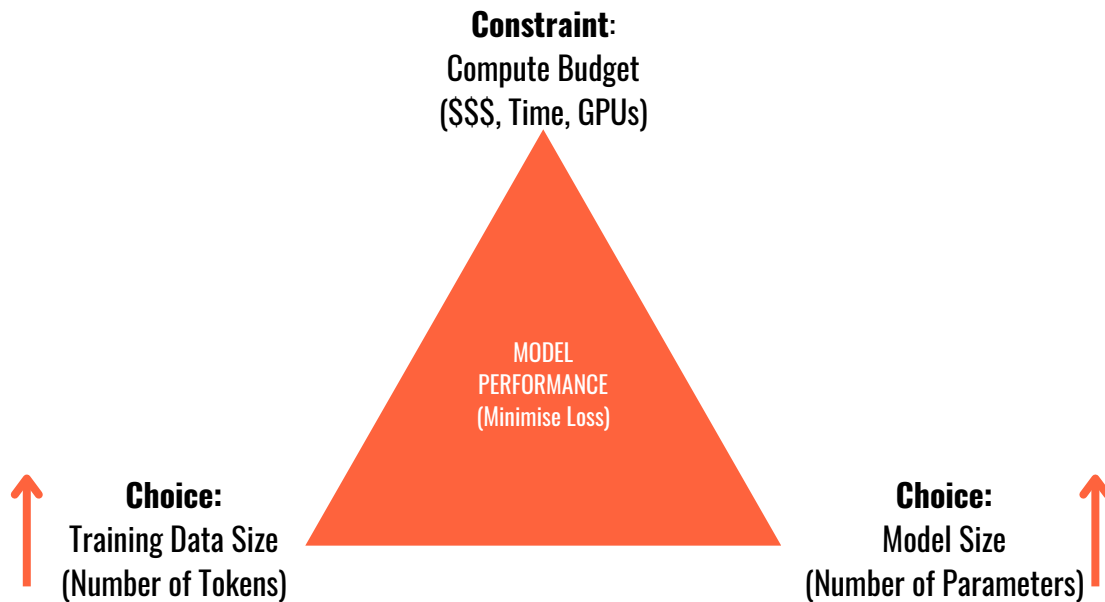 Constraint:
Compute Budget
($$$, Time, GPUs)
MODEL
PERFORMANCE
(Minimise Loss)
Choice:
Training Data Size
(Number of Tokens)
Choice:
Model Size
(Number of Parameters)